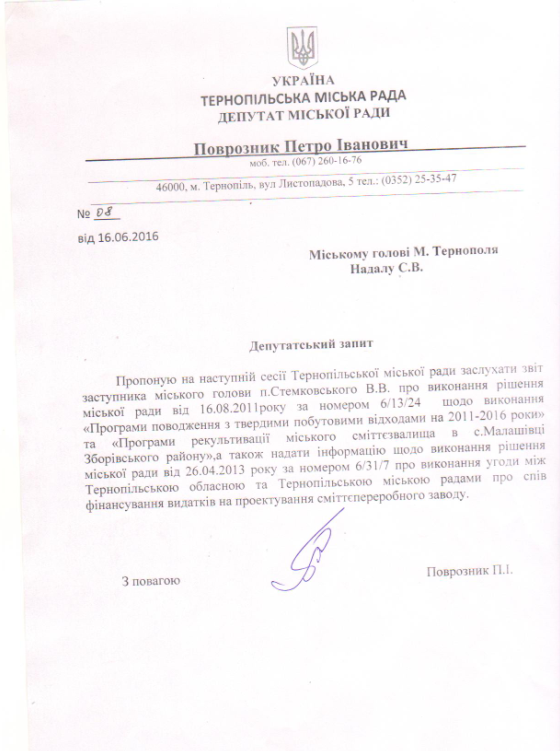 УКРАЇНА
ТЕРНОПІЛЬСЬКА МІСЬКА РАДА
ДЕПУТАТ МІСЬКОЇ РАДИ
Поврозник Петро Іванович
моб. тел. (067) 260-16-76
46000, м. Тернопіль, вул Листопадова, 5 тел.: (0352) 25-35-47
№ 08
від 16.06.2016
Міському голові М. Тернополя
Надалу С.В.
Депутатський запит
Пропоную на наступній сесії Тернопільської міської ради заслухати звіт
заступника міського голови п.Стемковського В.В. про виконання рішення
міської ради від 16.08.2011року за номером 6/13/24 щодо виконання
«Програми поводження з твердими побутовими відходами на 2011-2016 роки»
та «Програми рекультивації міського сміттєзвалища в с.Малашівці
Зборівського району»,а також надати інформацію щодо виконання рішення
міської ради від 26.04.2013 року за номером 6/31/7 про виконання угоди між
Тернопільською обласною та Тернопільською міською радами про спів
фінансування видатків на проектування сміттєпереробного заводу.
З повагою
Поврозник П.І.